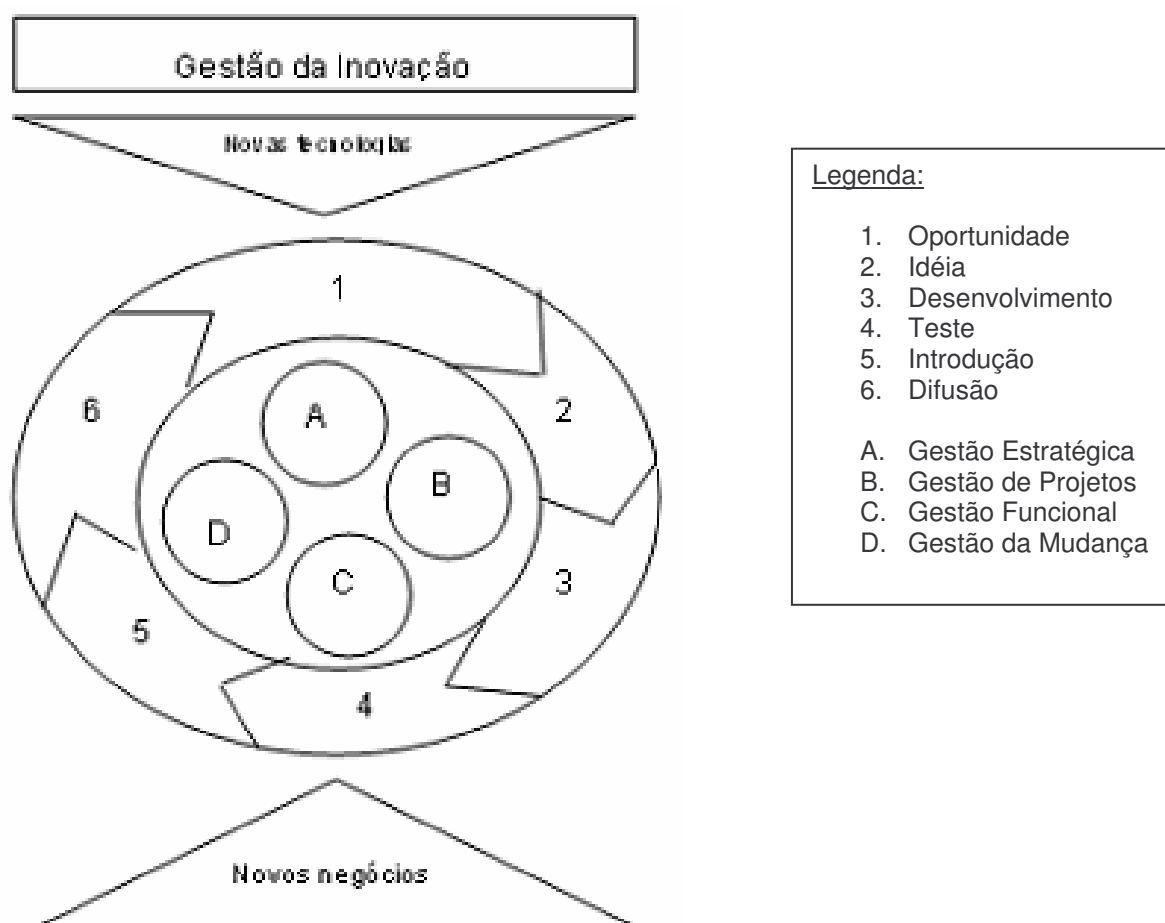 Gestão da Inovação
Novas tecnologias
1
2
3
4
5
6
A
B
C
D
Novos negócios
Legenda:
1. Oportunidade
2. Idéia
3. Desenvolvimento
4. Teste
5. Introdução
6. Difusão
A. Gestão Estratégica
B. Gestão de Projetos
C. Gestão Funcional
D. Gestão da Mudança